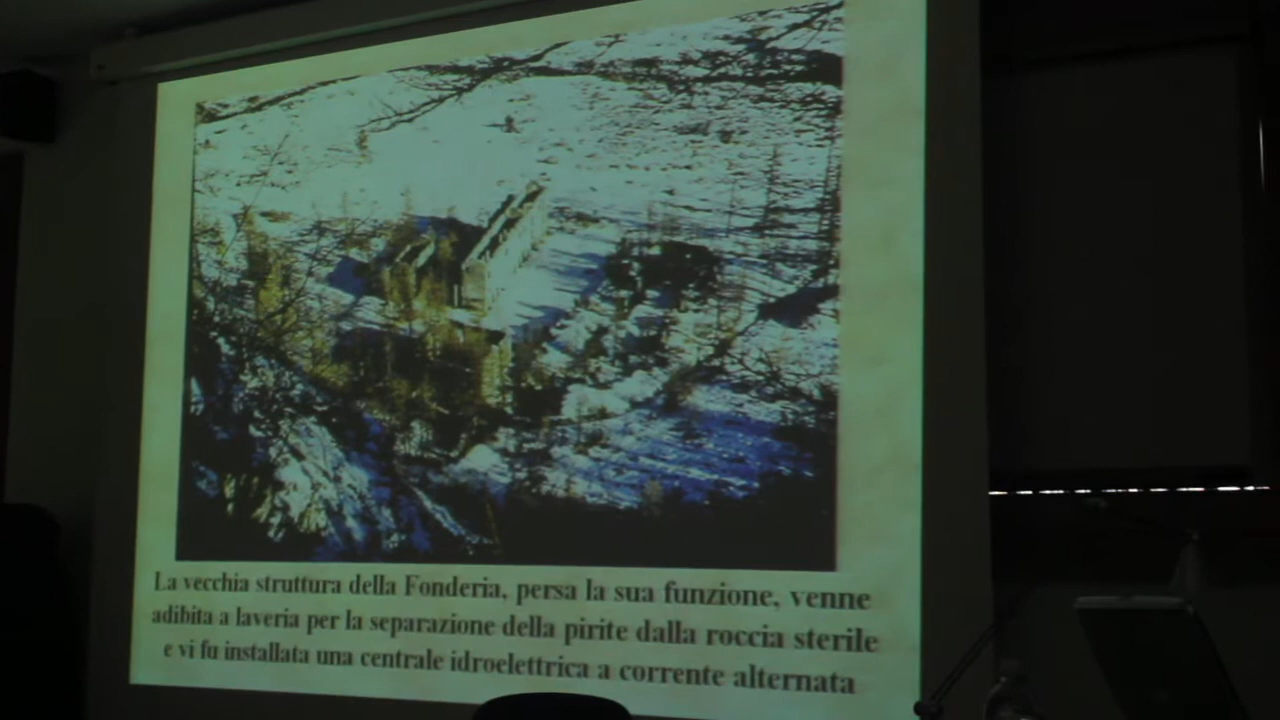 La vecchia struttura della Fonderia, persa la sua funzione, venne
adibita a laveria per la separazione della pirite dalla roccia sterile
e vi fu installata una centrale idroelettrica a corrente alternata